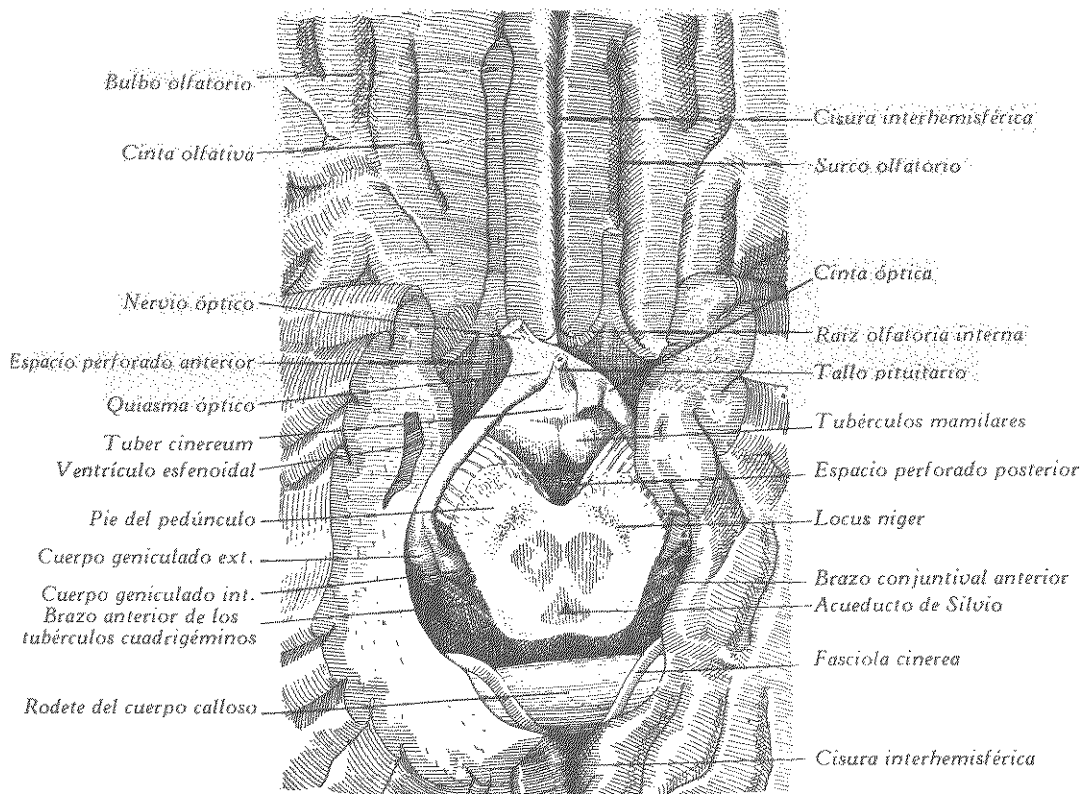 Bulbo olfatorio
Cinta olfativa
Nervio óptico
Espacio perforado anterior
Quiasma óptico
Tuber cinereum
Ventrículo esfenoidal
Pie del pedúnculo
Cuerpo geniculado ext.
Cuerpo geniculado int.
Brazo anterior de los
tubérculos cuadrigéminos
Rodete del cuerpo calloso
Cisura interhemisférica
Surco olfatorio
Cinta óptica
Raíz olfatoria interna
Tallo pituitario
Tubérculos mamilares
Espacio perforado posterior
Locus niger
Brazo conjuntival anterior
Acueducto de Silvio
Fasciola cinerea
Cisura interhemisférica